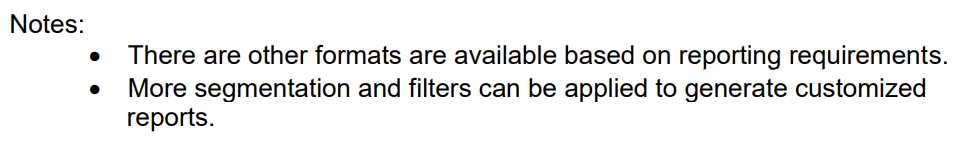 Notes:
• There are other formats are available based on reporting requirements.
• More segmentation and filters can be applied to generate customized
reports.